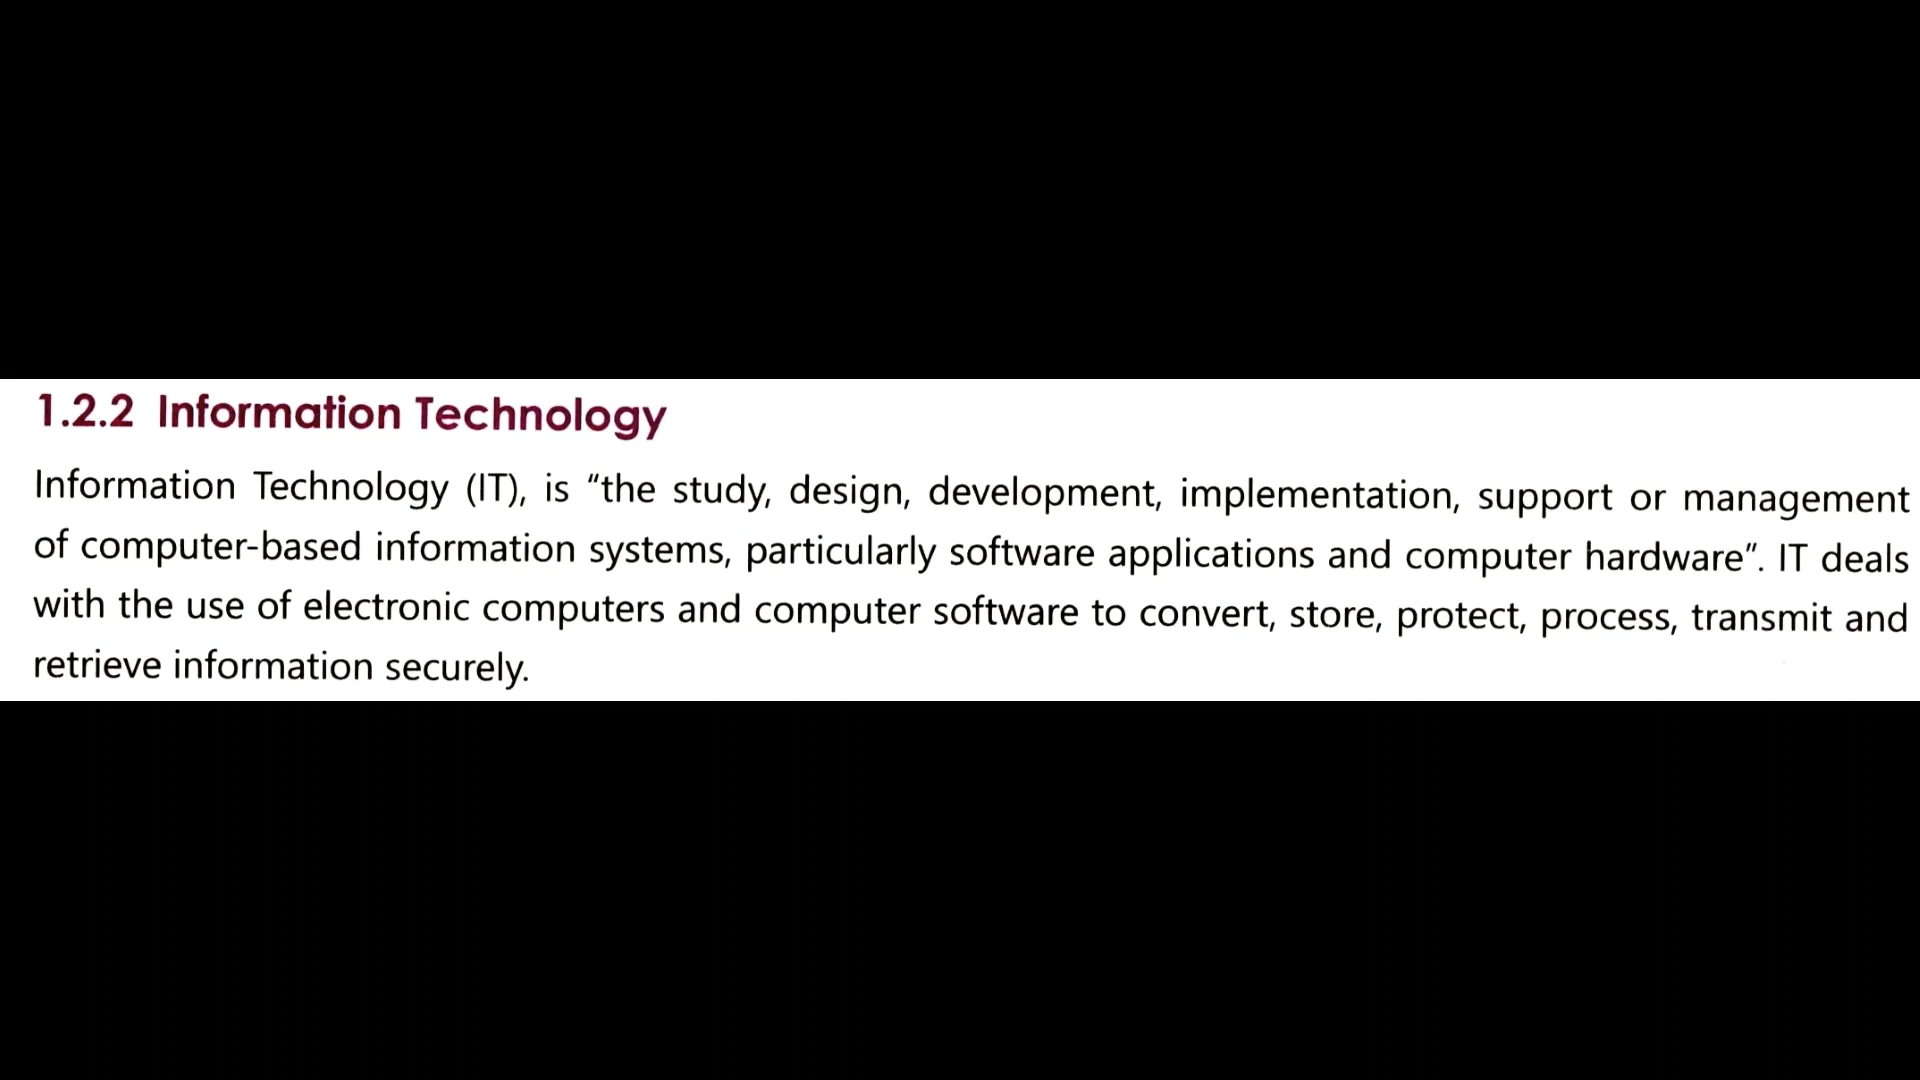 1.2.2 Information Technology
Information Technology (IT), is “the study, design, development, implementation, support or management
of computer-based information systems, particularly software applications and computer hardware”. IT deals
with the use of electronic computers and computer software to convert, store, protect, process, transmit and
retrieve information securely.